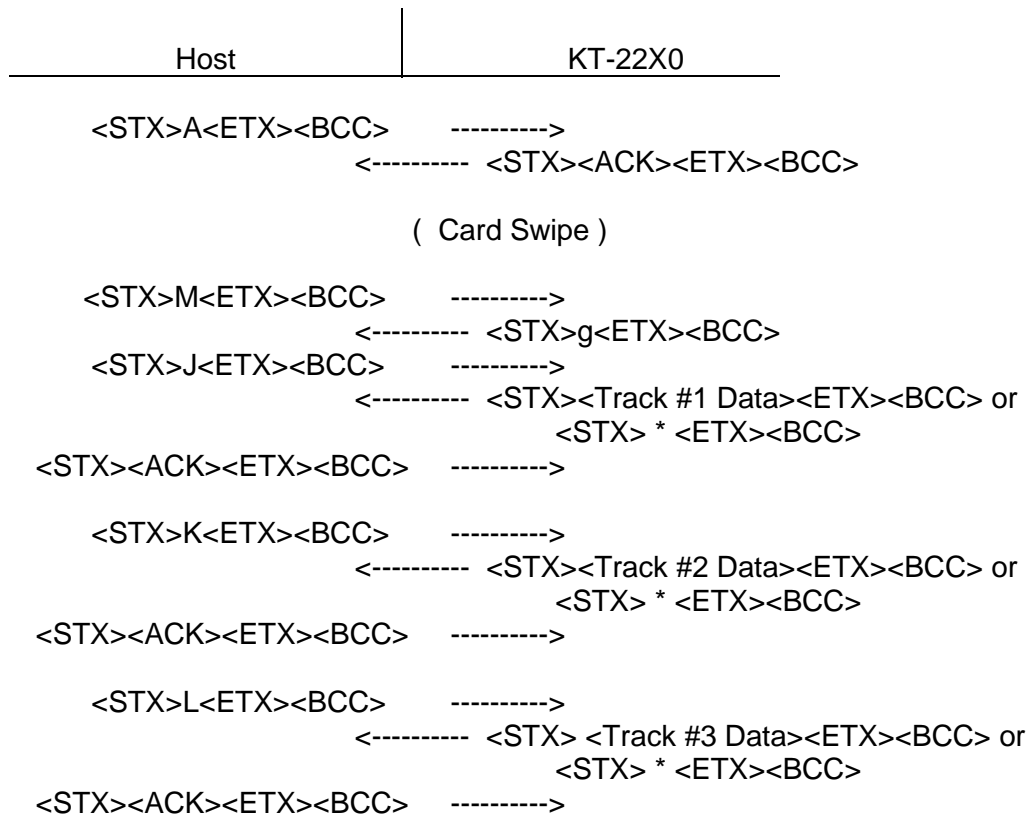 Host KT-22X0
<STX>A<ETX><BCC> ---------->
<---------- <STX><ACK><ETX><BCC>
( Card Swipe )
<STX>M<ETX><BCC> ---------->
<---------- <STX>g<ETX><BCC>
<STX>J<ETX><BCC> ---------->
<---------- <STX><Track #1 Data><ETX><BCC> or
<STX> * <ETX><BCC>
<STX><ACK><ETX><BCC> ---------->
<STX>K<ETX><BCC> ---------->
<---------- <STX><Track #2 Data><ETX><BCC> or
<STX> * <ETX><BCC>
<STX><ACK><ETX><BCC> ---------->
<STX>L<ETX><BCC> ---------->
<---------- <STX> <Track #3 Data><ETX><BCC> or
<STX> * <ETX><BCC>
<STX><ACK><ETX><BCC> ---------->